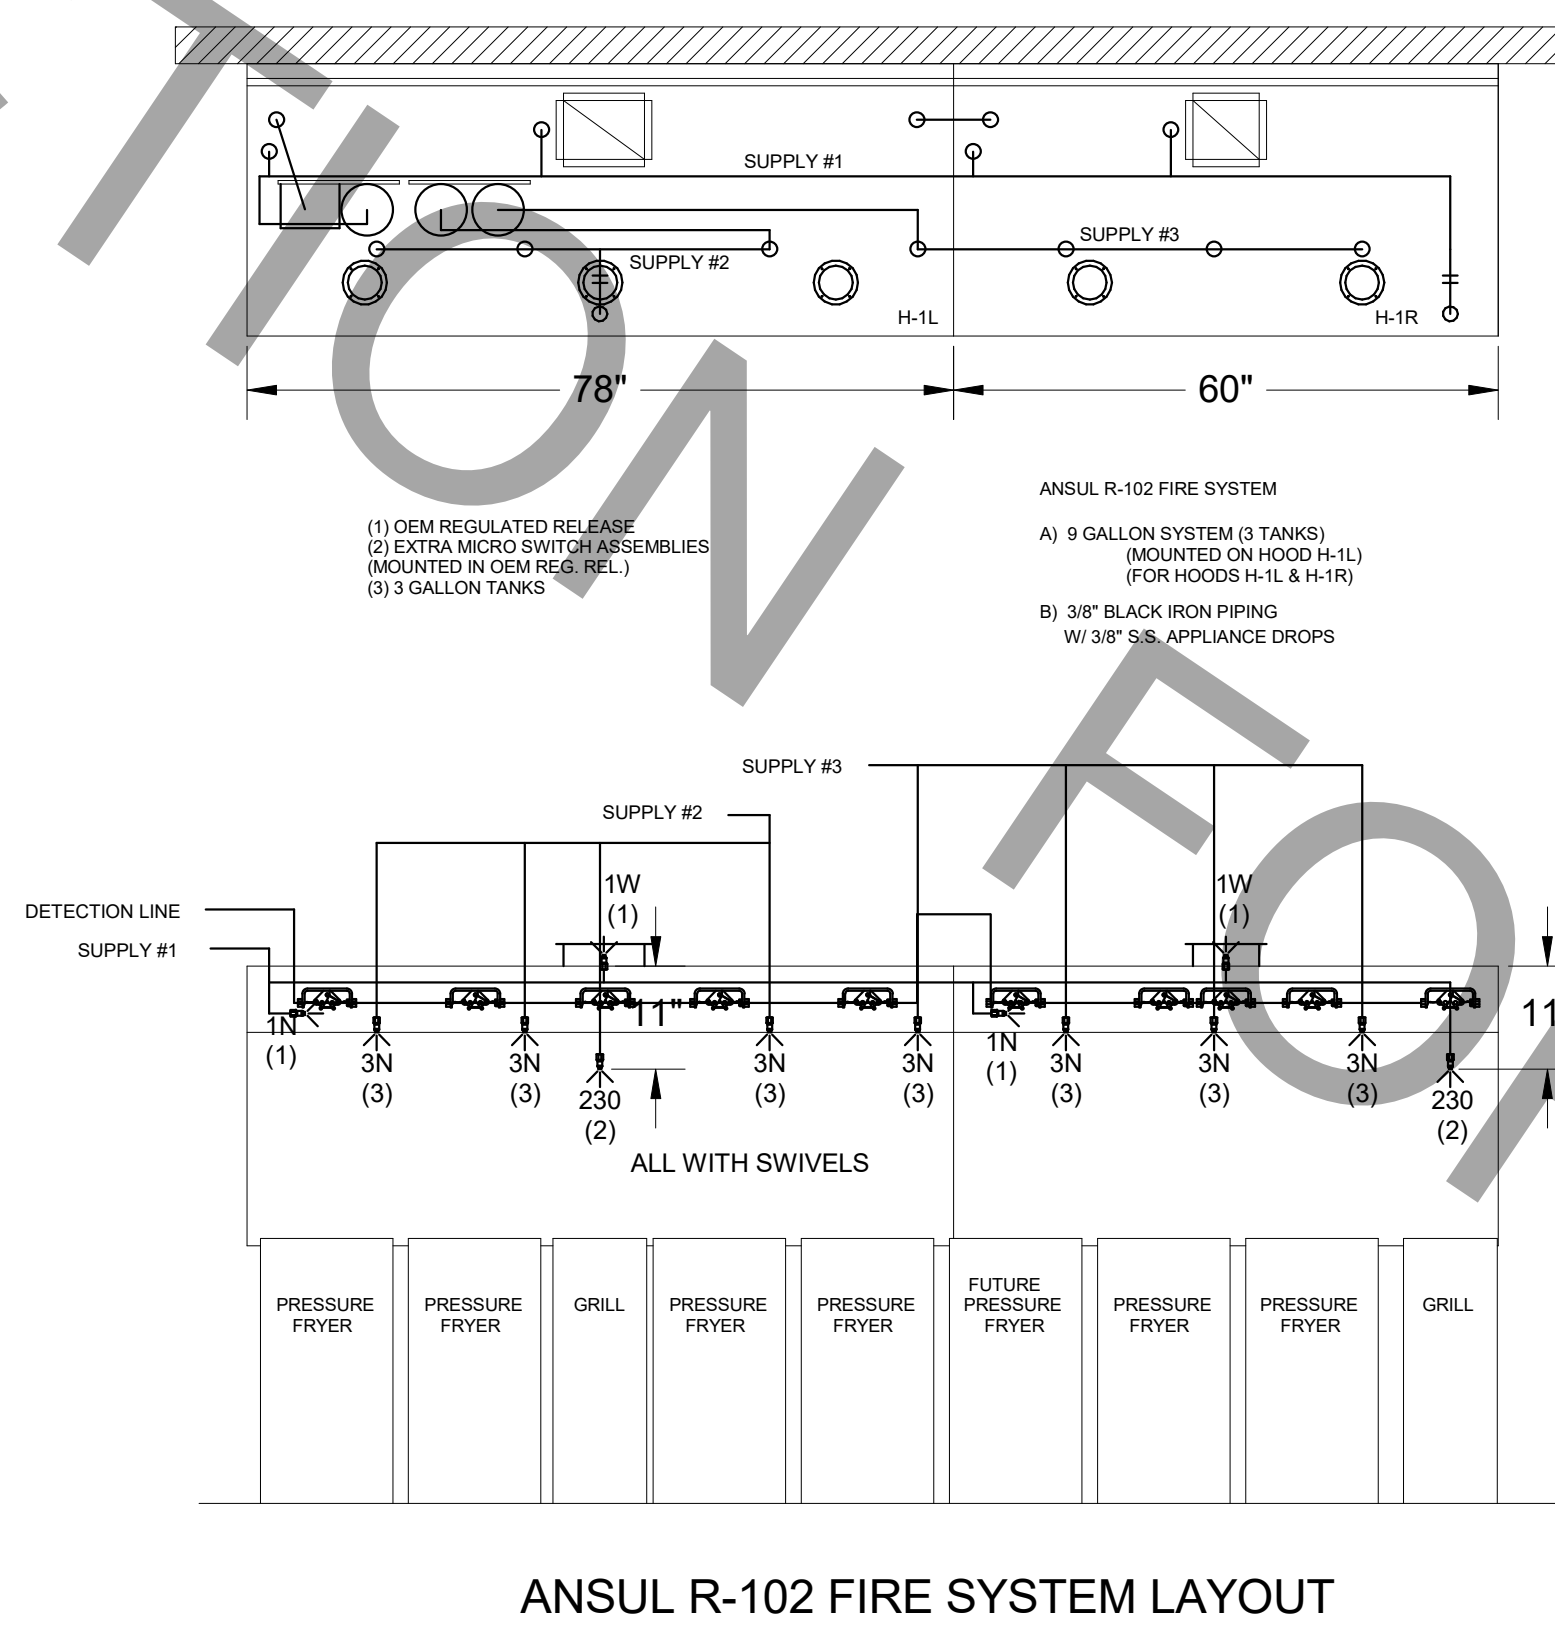 SUPPLY #1
SUPPLY #3
SUPPLY #2
H-1L
H-1R
78"
60"
ANSUL R-102 FIRE SYSTEM
A) 9 GALLON SYSTEM (3 TANKS)
(MOUNTED ON HOOD H-1L)
(FOR HOODS H-1L & H-1R)
B) 3/8" BLACK IRON PIPING
W/ 3/8" S.S. APPLIANCE DROPS
(1) OEM REGULATED RELEASE
(2) EXTRA MICRO SWITCH ASSEMBLIES
(MOUNTED IN OEM REG. REL.)
(3) 3 GALLON TANKS
SUPPLY #3
SUPPLY #2
1W
(1)
1W
(1)
DETECTION LINE
SUPPLY #1
11"
11
1N
(1)
3N
(3)
3N
(3)
230
(2)
3N
(3)
3N
(3)
1N
(1)
3N
(3)
3N
(3)
3N
(3)
230
(2)
ALL WITH SWIVELS
PRESSURE
FRYER
PRESSURE
FRYER
GRILL
PRESSURE
FRYER
PRESSURE
FRYER
FUTURE
PRESSURE
FRYER
PRESSURE
FRYER
PRESSURE
FRYER
GRILL
ANSUL R-102 FIRE SYSTEM LAYOUT
TION FO